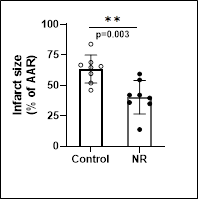 **
p=0.003
100
75
50
25
0
Infarct size
(% of AAR)
Control NR